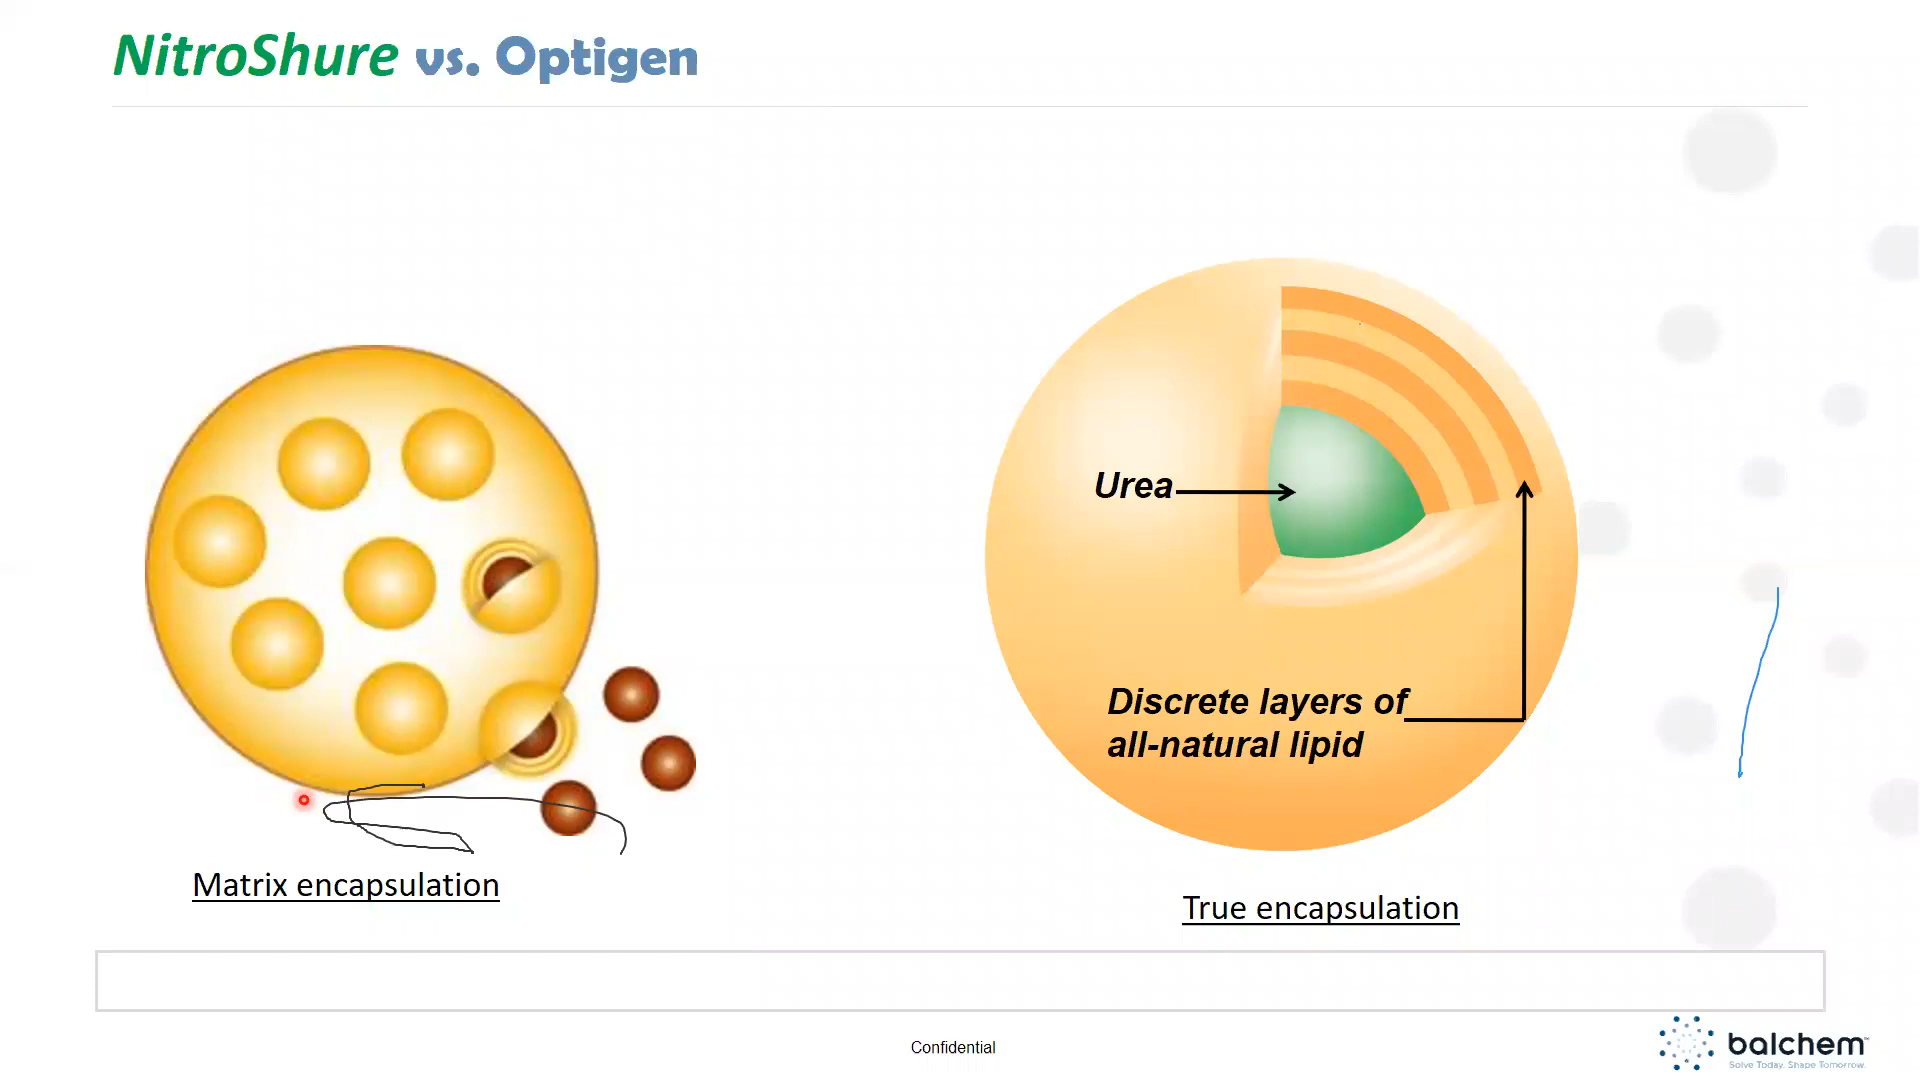 NitroShure vs. Optigen
Urea
Discrete layers of
all-natural lipid
Matrix encapsulation
True encapsulation
Confidential
balchem™
Solve Today. Shape Tomorrow.